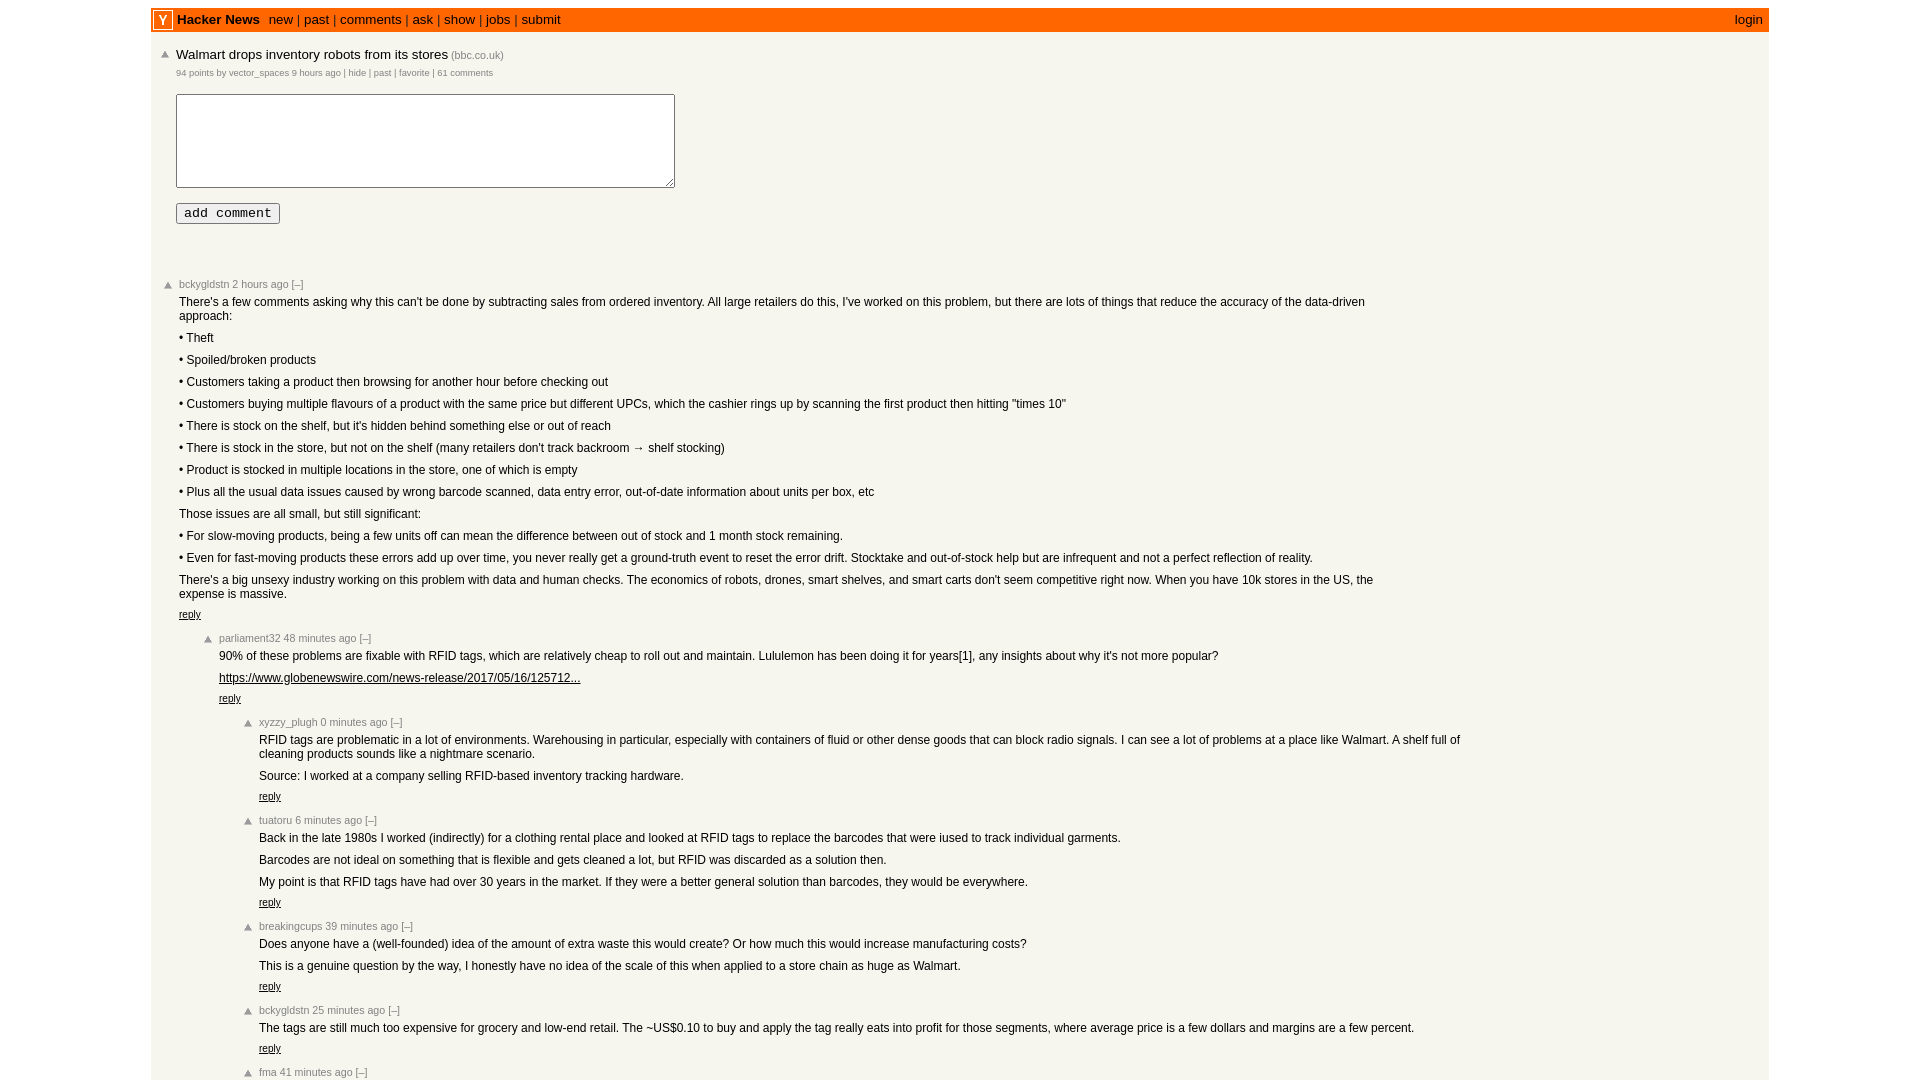 Y Hacker News new | past | comments | ask | show | jobs | submit login
Walmart drops inventory robots from its stores (bbc.co.uk)
94 points by vector_spaces 9 hours ago | hide | past | favorite | 61 comments
add comment
bckygldstn 2 hours ago [–]
There's a few comments asking why this can't be done by subtracting sales from ordered inventory. All large retailers do this, I've worked on this problem, but there are lots of things that reduce the accuracy of the data-driven
approach:
• Theft
• Spoiled/broken products
• Customers taking a product then browsing for another hour before checking out
• Customers buying multiple flavours of a product with the same price but different UPCs, which the cashier rings up by scanning the first product then hitting "times 10"
• There is stock on the shelf, but it's hidden behind something else or out of reach
• There is stock in the store, but not on the shelf (many retailers don't track backroom → shelf stocking)
• Product is stocked in multiple locations in the store, one of which is empty
• Plus all the usual data issues caused by wrong barcode scanned, data entry error, out-of-date information about units per box, etc
Those issues are all small, but still significant:
• For slow-moving products, being a few units off can mean the difference between out of stock and 1 month stock remaining.
• Even for fast-moving products these errors add up over time, you never really get a ground-truth event to reset the error drift. Stocktake and out-of-stock help but are infrequent and not a perfect reflection of reality.
There's a big unsexy industry working on this problem with data and human checks. The economics of robots, drones, smart shelves, and smart carts don't seem competitive right now. When you have 10k stores in the US, the
expense is massive.
reply
parliament32 48 minutes ago [–]
90% of these problems are fixable with RFID tags, which are relatively cheap to roll out and maintain. Lululemon has been doing it for years[1], any insights about why it's not more popular?
https://www.globenewswire.com/news-release/2017/05/16/125712...
reply
xyzzy_plugh 0 minutes ago [–]
RFID tags are problematic in a lot of environments. Warehousing in particular, especially with containers of fluid or other dense goods that can block radio signals. I can see a lot of problems at a place like Walmart. A shelf full of
cleaning products sounds like a nightmare scenario.
Source: I worked at a company selling RFID-based inventory tracking hardware.
reply
tuatoru 6 minutes ago [–]
Back in the late 1980s I worked (indirectly) for a clothing rental place and looked at RFID tags to replace the barcodes that were iused to track individual garments.
Barcodes are not ideal on something that is flexible and gets cleaned a lot, but RFID was discarded as a solution then.
My point is that RFID tags have had over 30 years in the market. If they were a better general solution than barcodes, they would be everywhere.
reply
breakingcups 39 minutes ago [–]
Does anyone have a (well-founded) idea of the amount of extra waste this would create? Or how much this would increase manufacturing costs?
This is a genuine question by the way, I honestly have no idea of the scale of this when applied to a store chain as huge as Walmart.
reply
bckygldstn 25 minutes ago [–]
The tags are still much too expensive for grocery and low-end retail. The ~US$0.10 to buy and apply the tag really eats into profit for those segments, where average price is a few dollars and margins are a few percent.
reply
fma 41 minutes ago [–]